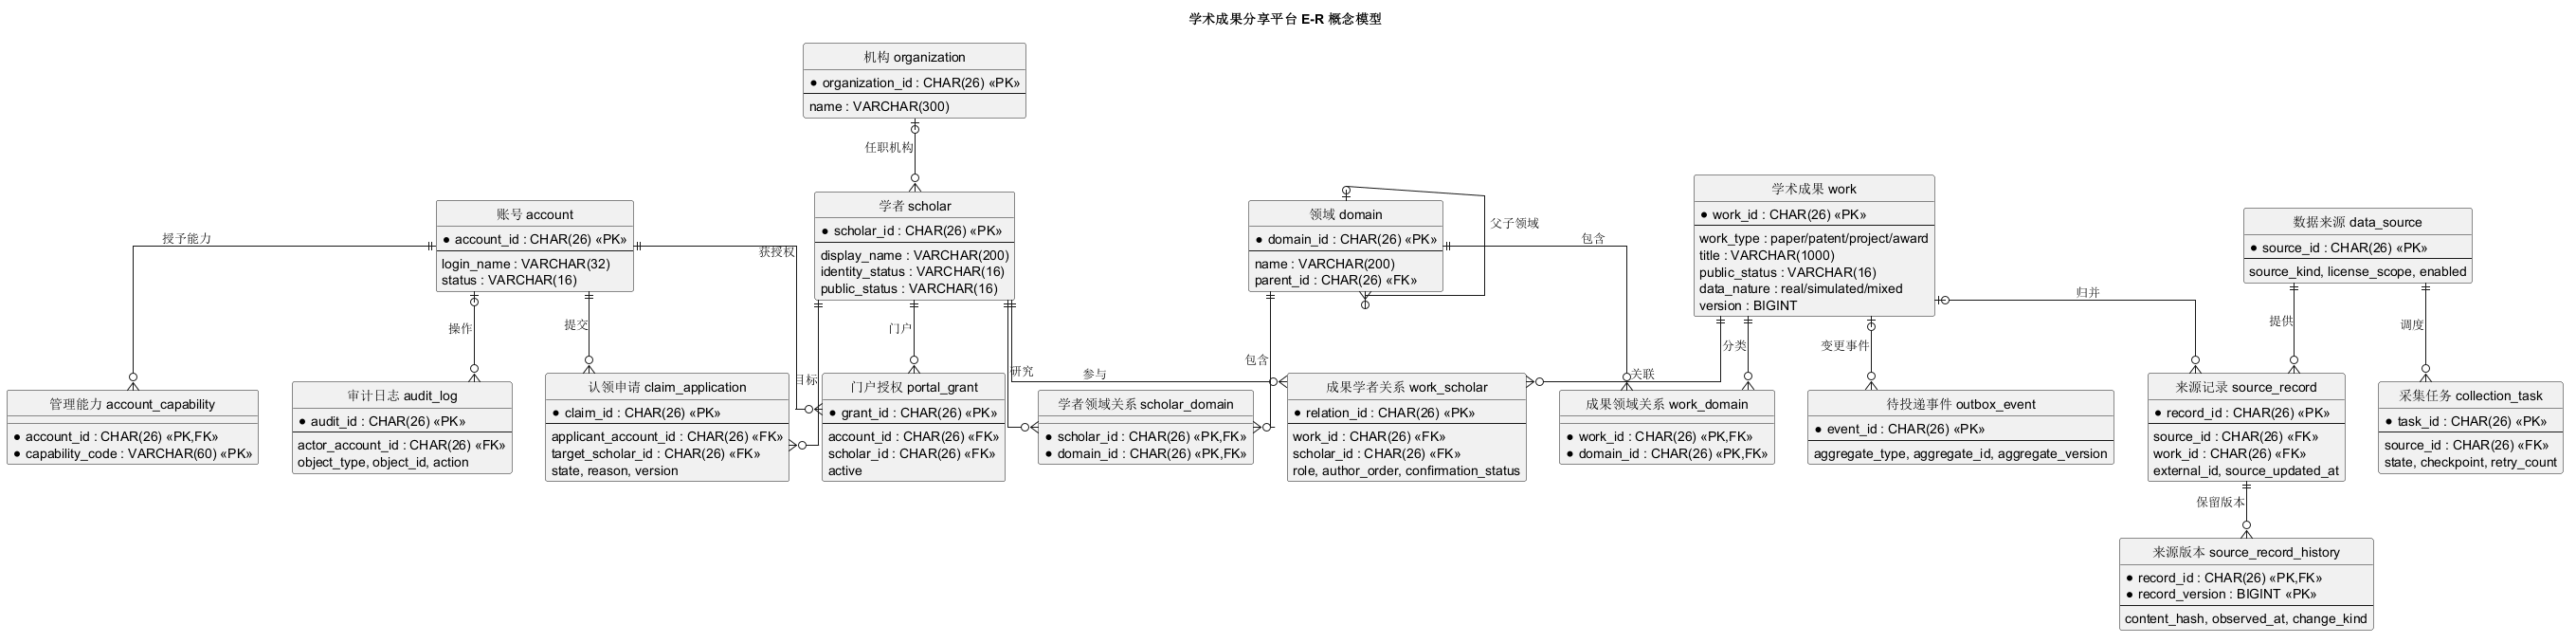 学术成果分享平台 E-R 概念模型
机构 organization
organization_id : CHAR(26) «PK»
name : VARCHAR(300)
任职机构
账号 account
account_id : CHAR(26) «PK»
login_name : VARCHAR(32)
status : VARCHAR(16)
学者 scholar
scholar_id : CHAR(26) «PK»
display_name : VARCHAR(200)
identity_status : VARCHAR(16)
public_status : VARCHAR(16)
领域 domain
domain_id : CHAR(26) «PK»
name : VARCHAR(200)
parent_id : CHAR(26) «FK»
父子领域
学术成果 work
work_id : CHAR(26) «PK»
work_type : paper/patent/project/award
title : VARCHAR(1000)
public_status : VARCHAR(16)
data_nature : real/simulated/mixed
version : BIGINT
数据来源 data_source
source_id : CHAR(26) «PK»
source_kind, license_scope, enabled
授予能力
获授权
包含
归并
操作
提交
门户
包含
分类
变更事件
提供
调度
目标
研究
参与
关联
管理能力 account_capability
account_id : CHAR(26) «PK,FK»
capability_code : VARCHAR(60) «PK»
审计日志 audit_log
audit_id : CHAR(26) «PK»
actor_account_id : CHAR(26) «FK»
object_type, object_id, action
认领申请 claim_application
claim_id : CHAR(26) «PK»
applicant_account_id : CHAR(26) «FK»
target_scholar_id : CHAR(26) «FK»
state, reason, version
门户授权 portal_grant
grant_id : CHAR(26) «PK»
account_id : CHAR(26) «FK»
scholar_id : CHAR(26) «FK»
active
学者领域关系 scholar_domain
scholar_id : CHAR(26) «PK,FK»
domain_id : CHAR(26) «PK,FK»
成果学者关系 work_scholar
relation_id : CHAR(26) «PK»
work_id : CHAR(26) «FK»
scholar_id : CHAR(26) «FK»
role, author_order, confirmation_status
成果领域关系 work_domain
work_id : CHAR(26) «PK,FK»
domain_id : CHAR(26) «PK,FK»
待投递事件 outbox_event
event_id : CHAR(26) «PK»
aggregate_type, aggregate_id, aggregate_version
来源记录 source_record
record_id : CHAR(26) «PK»
source_id : CHAR(26) «FK»
work_id : CHAR(26) «FK»
external_id, source_updated_at
采集任务 collection_task
task_id : CHAR(26) «PK»
source_id : CHAR(26) «FK»
state, checkpoint, retry_count
保留版本
来源版本 source_record_history
record_id : CHAR(26) «PK,FK»
record_version : BIGINT «PK»
content_hash, observed_at, change_kind